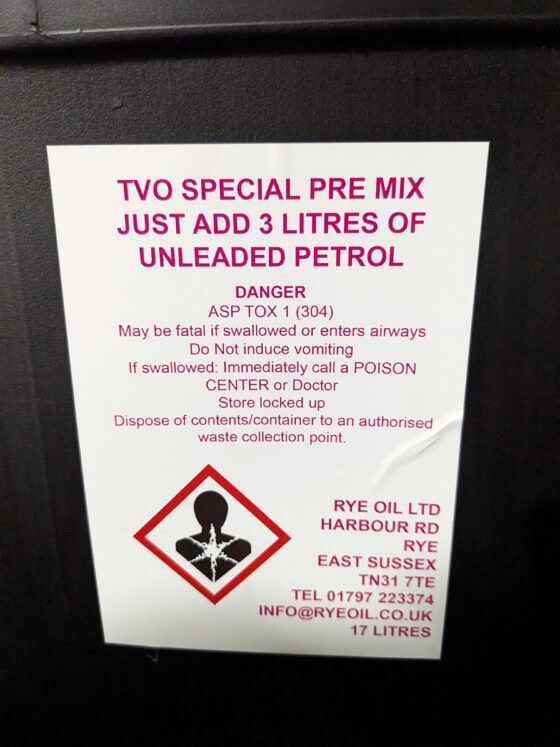 TVO SPECIAL PRE MIX
JUST ADD 3 LITRES OF
UNLEADED PETROL
DANGER
ASP TOX 1 (304)
May be fatal if swallowed or enters airways
Do Not induce vomiting
If swallowed: Immediately call a POISON
CENTER or Doctor
Store locked up
Dispose of contents/container to an authorised
waste collection point.
RYE OIL LTD
HARBOUR RD
RYE
EAST SUSSEX
TN31 7TE
TEL 01797 223374
INFO@RYEOIL.CO.UK
17 LITRES